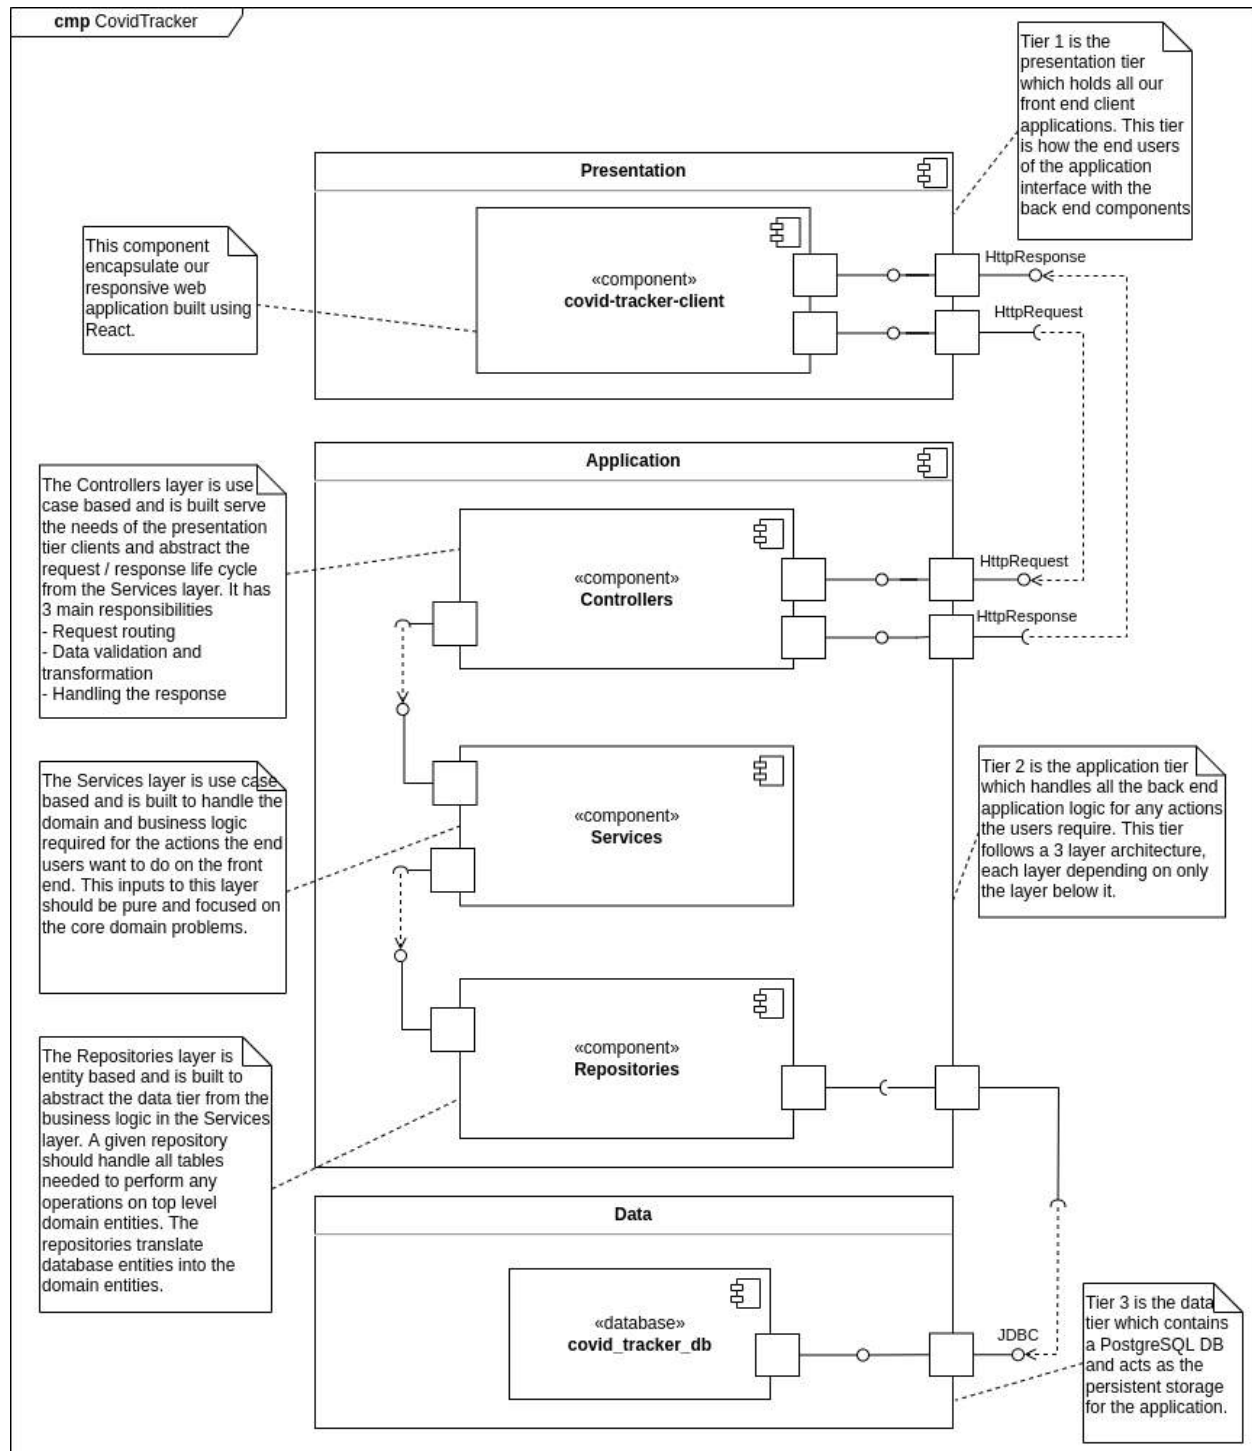 cmp CovidTracker
Tier 1 is the
presentation tier
which holds all our
front end client
applications. This tier
is how the end users
of the application
interface with the
back end components
Presentation
This component
encapsulate our
responsive web
application built using
React.
«component»
covid-tracker-client
HttpResponse
HttpRequest
Application
The Controllers layer is use
case based and is built serve
the needs of the presentation
tier clients and abstract the
request / response life cycle
from the Services layer. It has
3 main responsibilities
- Request routing
- Data validation and
transformation
- Handling the response
«component»
Controllers
HttpRequest
HttpResponse
The Services layer is use case
based and is built to handle the
domain and business logic
required for the actions the end
users want to do on the front
end. This inputs to this layer
should be pure and focused on
the core domain problems.
«component»
Services
Tier 2 is the application tier
which handles all the back end
application logic for any actions
the users require. This tier
follows a 3 layer architecture,
each layer depending on only
the layer below it.
The Repositories layer is
entity based and is built to
abstract the data tier from the
business logic in the Services
layer. A given repository
should handle all tables
needed to perform any
operations on top level
domain entities. The
repositories translate
database entities into the
domain entities.
«component»
Repositories
Data
«database»
covid_tracker_db
JDBC
Tier 3 is the data
tier which contains
a PostgreSQL DB
and acts as the
persistent storage
for the application.